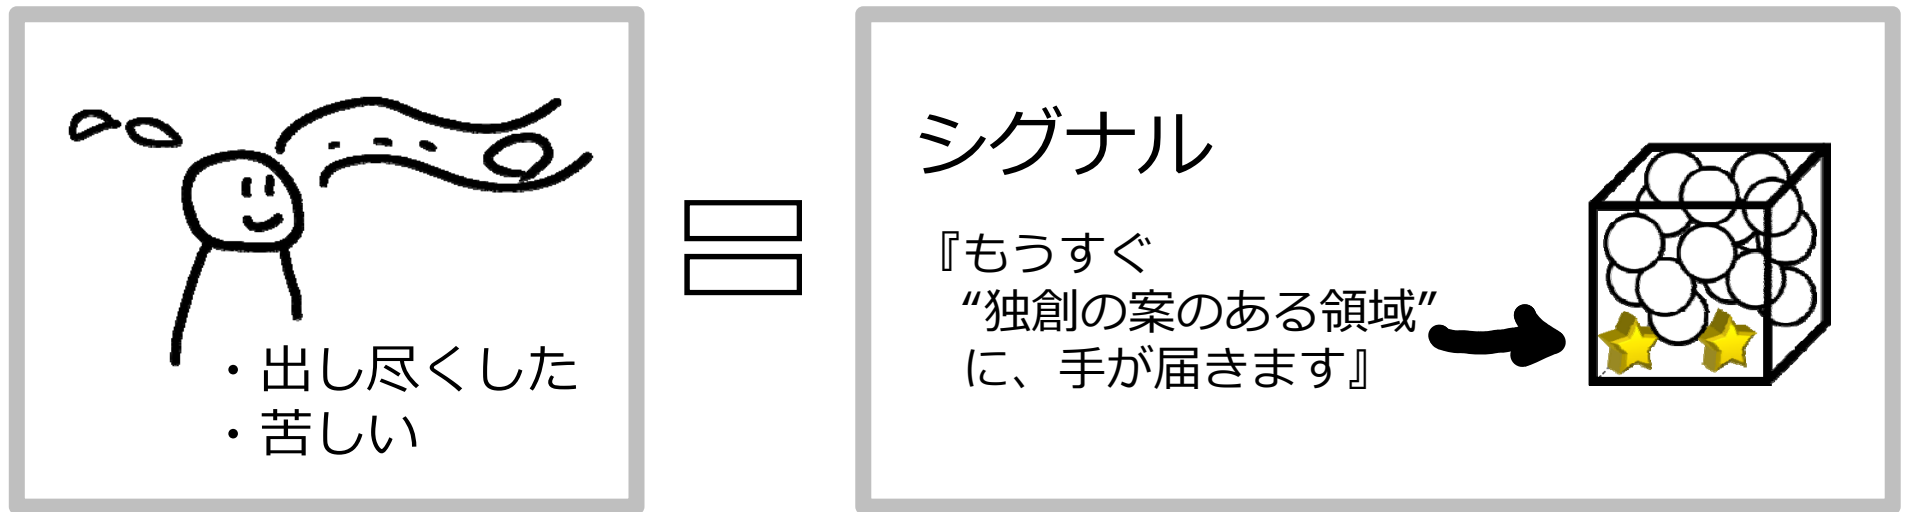 ・出し尽くした
・苦しい
シグナル
『もうすぐ
“独創の案のある領域”
に、手が届きます』